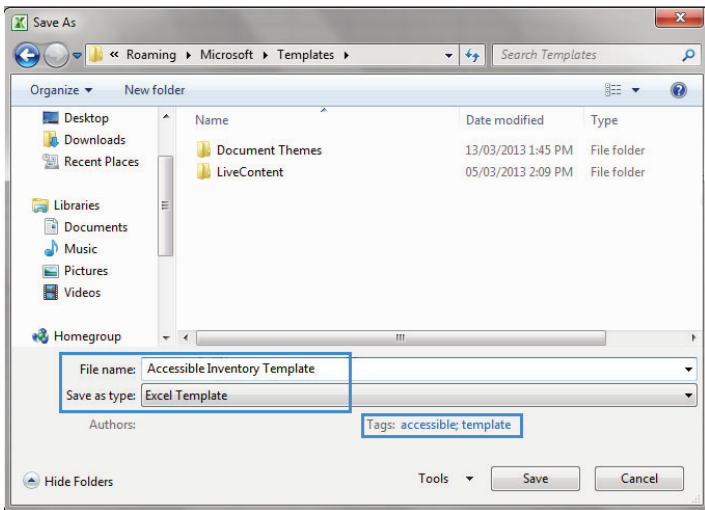 Save As
« Roaming ▸ Microsoft ▸ Templates ▸ Search Templates
Organize ▾ New folder
Name Date modified Type
Desktop
Downloads
Recent Places
Document Themes 13/03/2013 1:45 PM File folder
LiveContent 05/03/2013 2:09 PM File folder
Libraries
Documents
Music
Pictures
Videos
Homegroup
File name: Accessible Inventory Template
Save as type: Excel Template
Authors: Tags: accessible; template
Hide Folders Tools ▾ Save Cancel